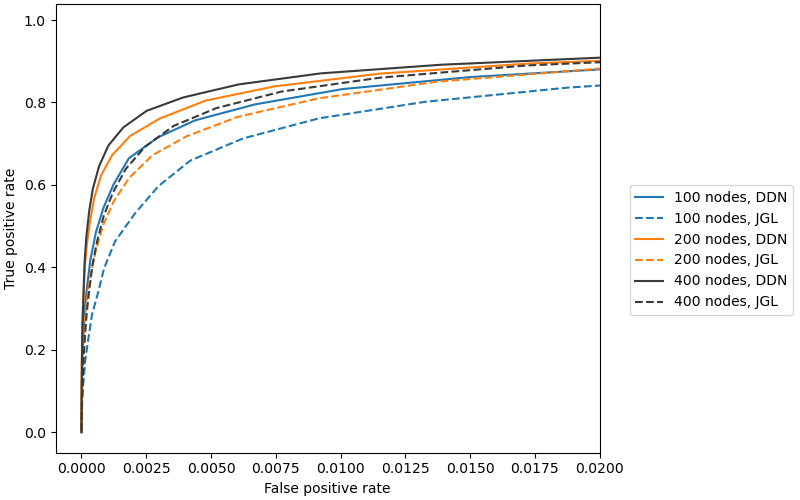 1.0
0.8
0.6
0.4
0.2
0.0
True positive rate
0.0000 0.0025 0.0050 0.0075 0.0100 0.0125 0.0150 0.0175 0.0200
False positive rate
100 nodes, DDN
100 nodes, JGL
200 nodes, DDN
200 nodes, JGL
400 nodes, DDN
400 nodes, JGL